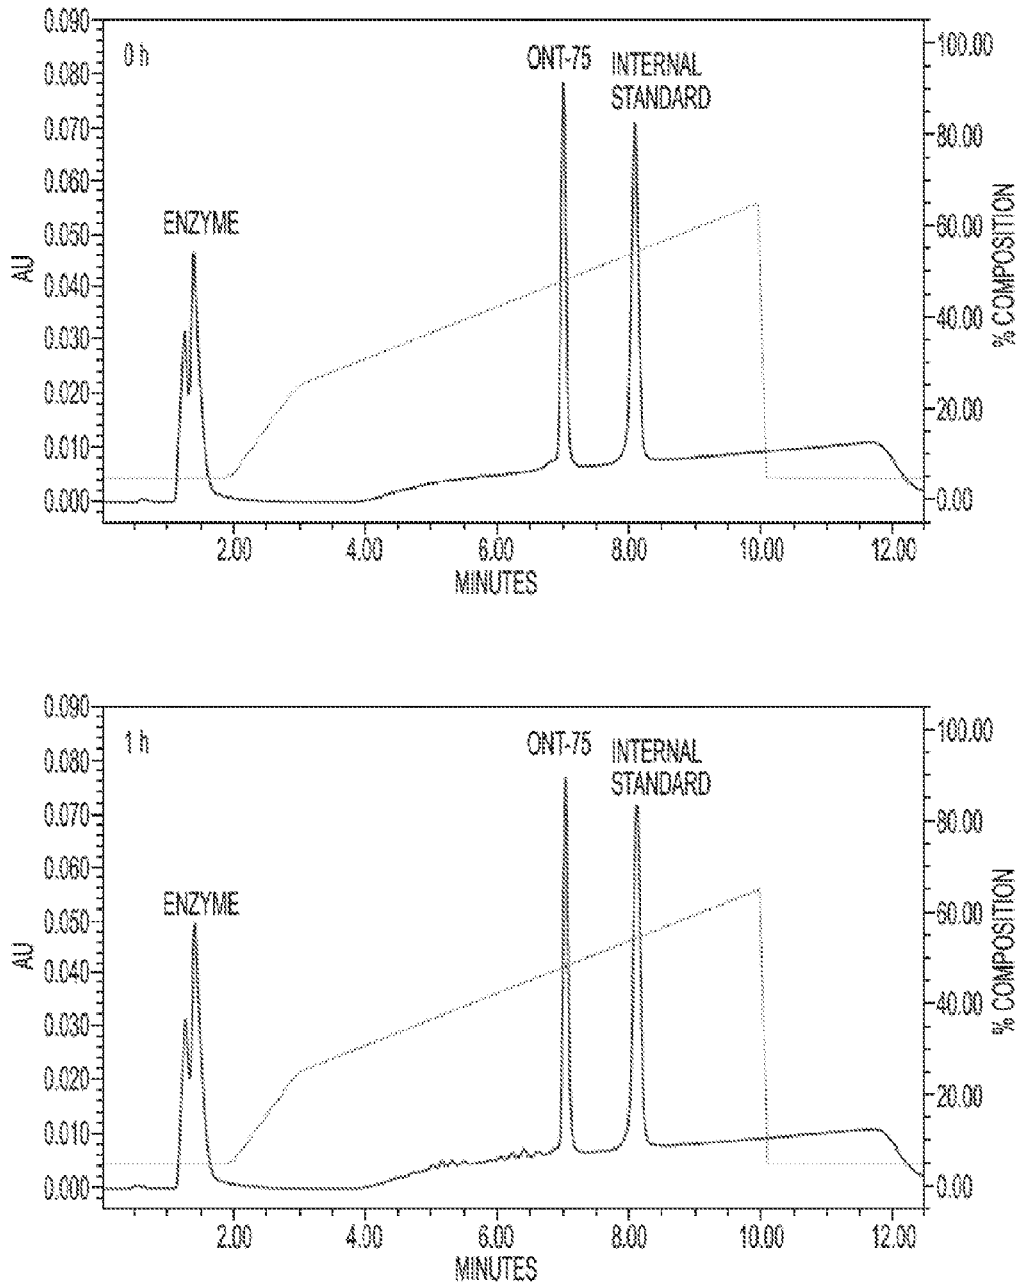 0.090
0.080
0.070
0.060
0.050
0.040
0.030
0.020
0.010
0.000
AU
0 h
ENZYME
ONT-75
INTERNAL
STANDARD
100.00
80.00
60.00
40.00
20.00
0.00
% COMPOSITION
2.00 4.00 6.00 8.00 10.00 12.00
MINUTES
0.090
0.080
0.070
0.060
0.050
0.040
0.030
0.020
0.010
0.000
AU
1 h
ENZYME
ONT-75
INTERNAL
STANDARD
100.00
80.00
60.00
40.00
20.00
0.00
% COMPOSITION
2.00 4.00 6.00 8.00 10.00 12.00
MINUTES